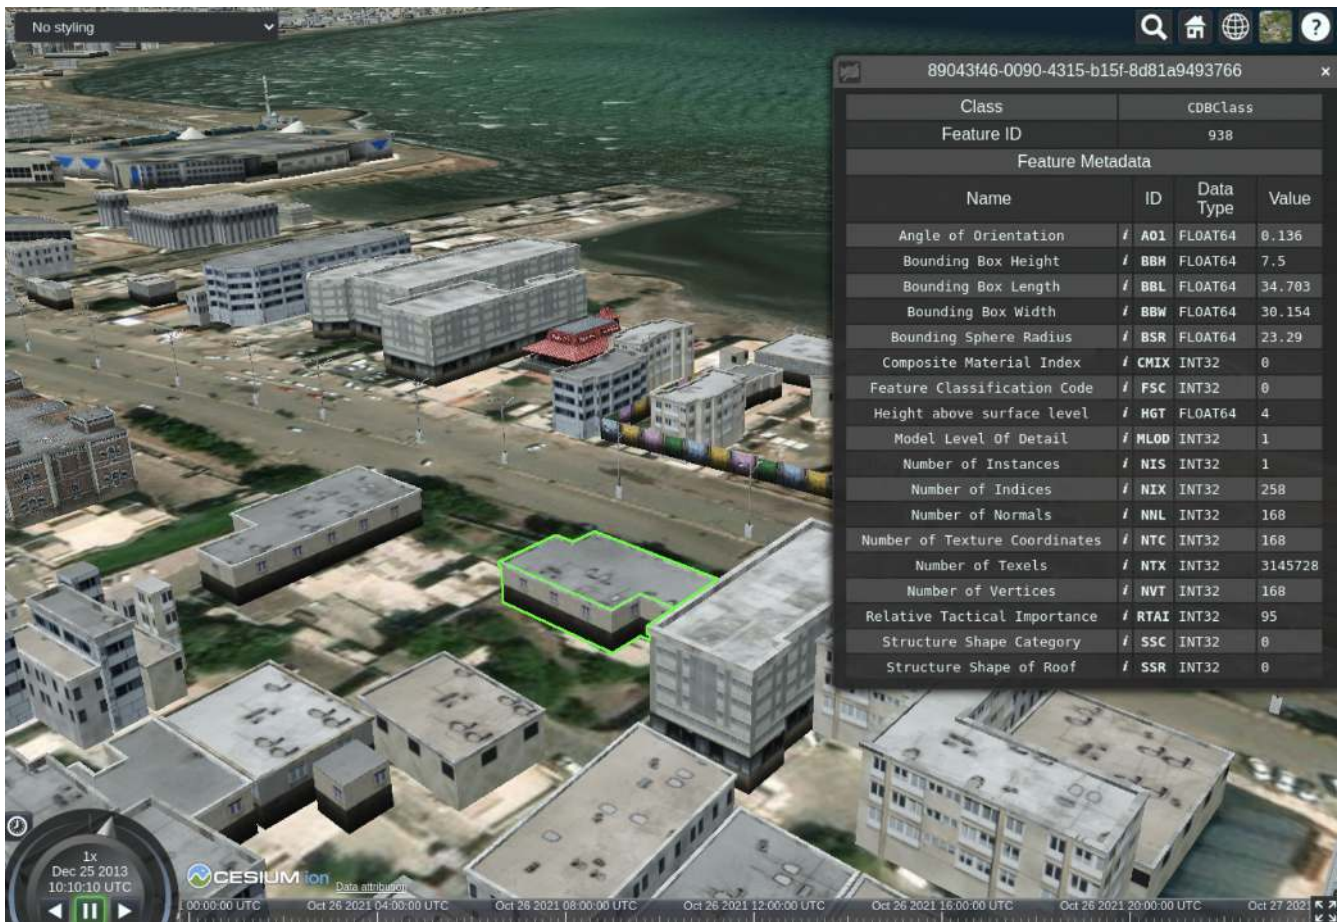 No styling
?
89043f46-0090-4315-b15f-8d81a9493766 ×
Class CDBClass
Feature ID 938
Feature Metadata
Name ID Data Type Value
Angle of Orientation i AO1 FLOAT64 0.136
Bounding Box Height i BBH FLOAT64 7.5
Bounding Box Length i BBL FLOAT64 34.703
Bounding Box Width i BBW FLOAT64 30.154
Bounding Sphere Radius i BSR FLOAT64 23.29
Composite Material Index i CMIX INT32 0
Feature Classification Code i FSC INT32 0
Height above surface level i HGT FLOAT64 4
Model Level Of Detail i MLOD INT32 1
Number of Instances i NIS INT32 1
Number of Indices i NIX INT32 258
Number of Normals i NNL INT32 168
Number of Texture Coordinates i NTC INT32 168
Number of Texels i NTX INT32 3145728
Number of Vertices i NVT INT32 168
Relative Tactical Importance i RTAI INT32 95
Structure Shape Category i SSC INT32 0
Structure Shape of Roof i SSR INT32 0
1x
Dec 25 2013
10:10:10 UTC
CESIUM ion
Data attribution
00:00:00 UTC Oct 26 2021 04:00:00 UTC Oct 26 2021 08:00:00 UTC Oct 26 2021 12:00:00 UTC Oct 26 2021 16:00:00 UTC Oct 26 2021 20:00:00 UTC Oct 27 2021